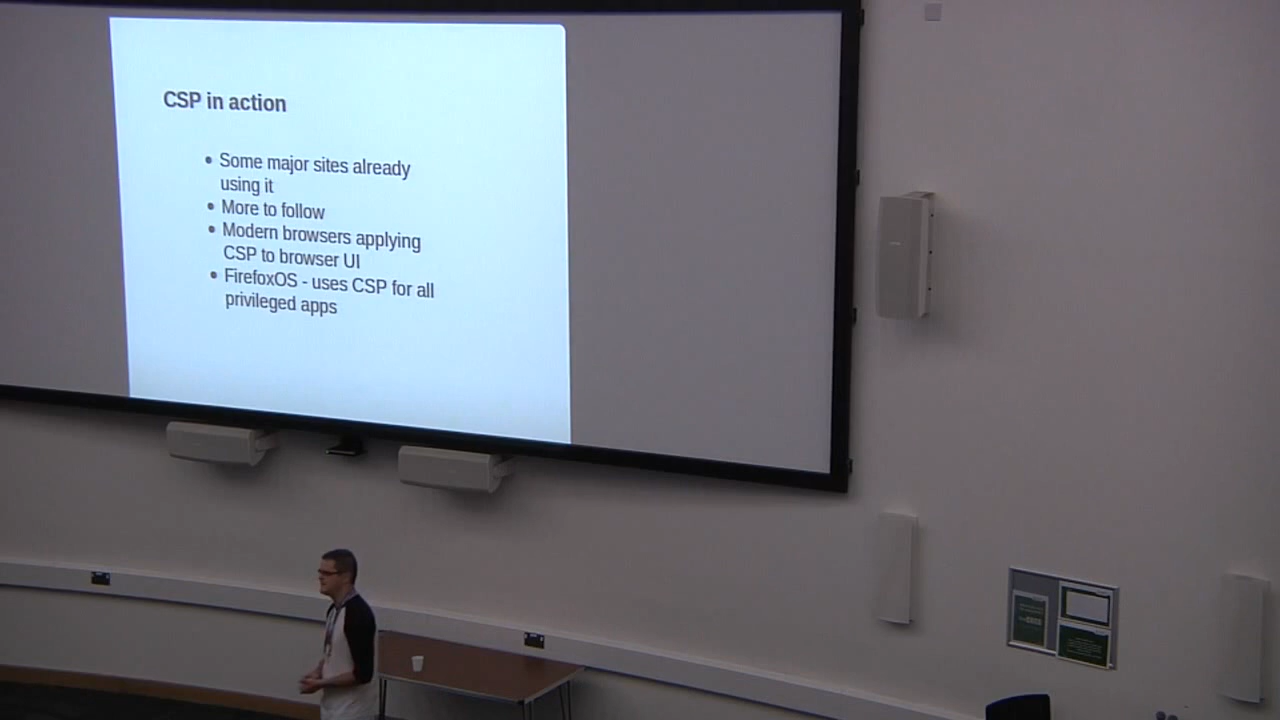 CSP in action
• Some major sites already
using it
• More to follow
• Modern browsers applying
CSP to browser UI
• FirefoxOS - uses CSP for all
privileged apps